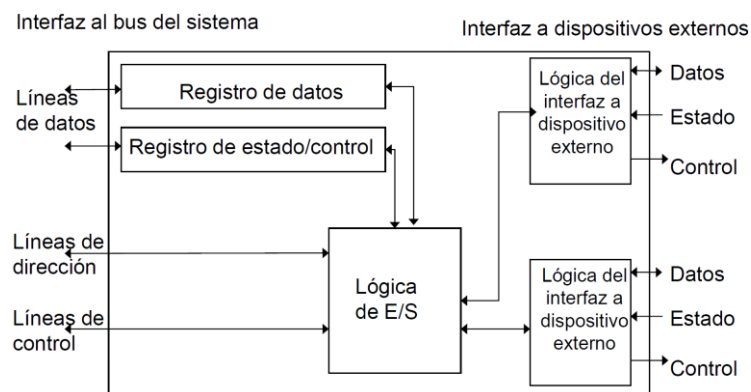 Interfaz al bus del sistema
Interfaz a dispositivos externos
Líneas
de datos
Registro de datos
Registro de estado/control
Líneas de
dirección
Líneas de
control
Lógica
de E/S
Lógica del
interfaz a
dispositivo
externo
Datos
Estado
Control
Lógica del
interfaz a
dispositivo
externo
Datos
Estado
Control